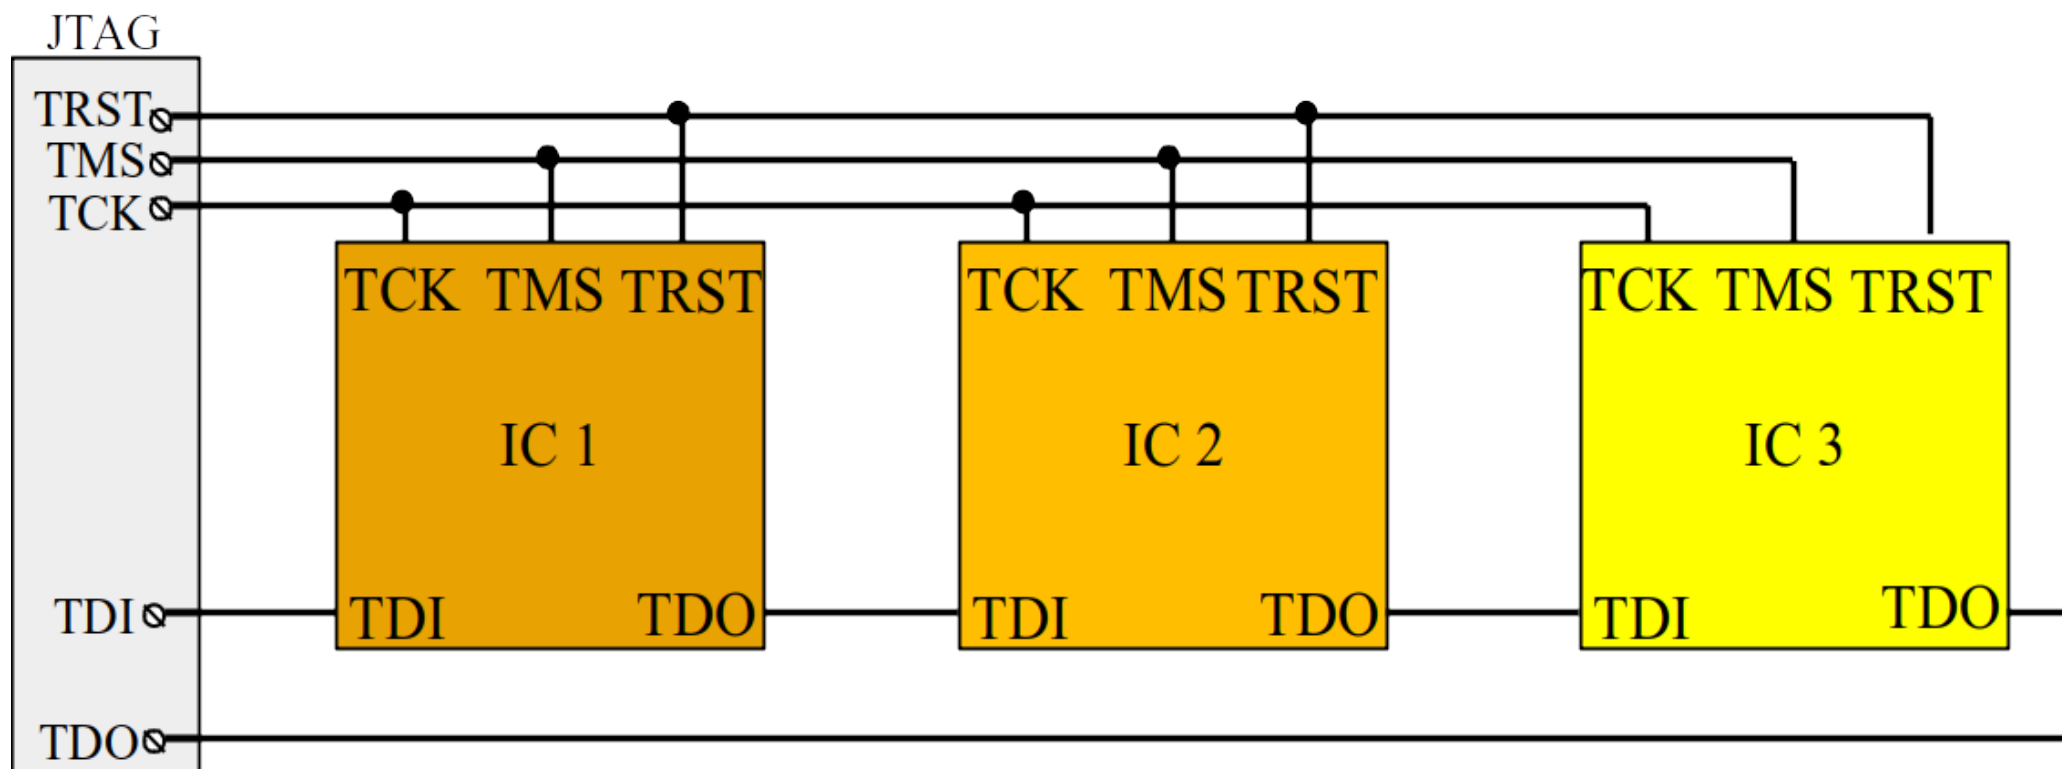 JTAG
TRST
TMS
TCK
TDI
TDO
TCK TMS TRST
IC 1
TDI TDO
TCK TMS TRST
IC 2
TDI TDO
TCK TMS TRST
IC 3
TDI TDO